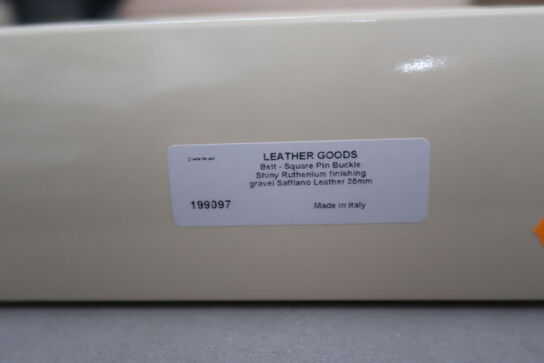 LEATHER GOODS
Belt - Square Pin Buckle
Shiny Ruthenium finishing
gravel Saffiano Leather 35mm
199097 Made in Italy